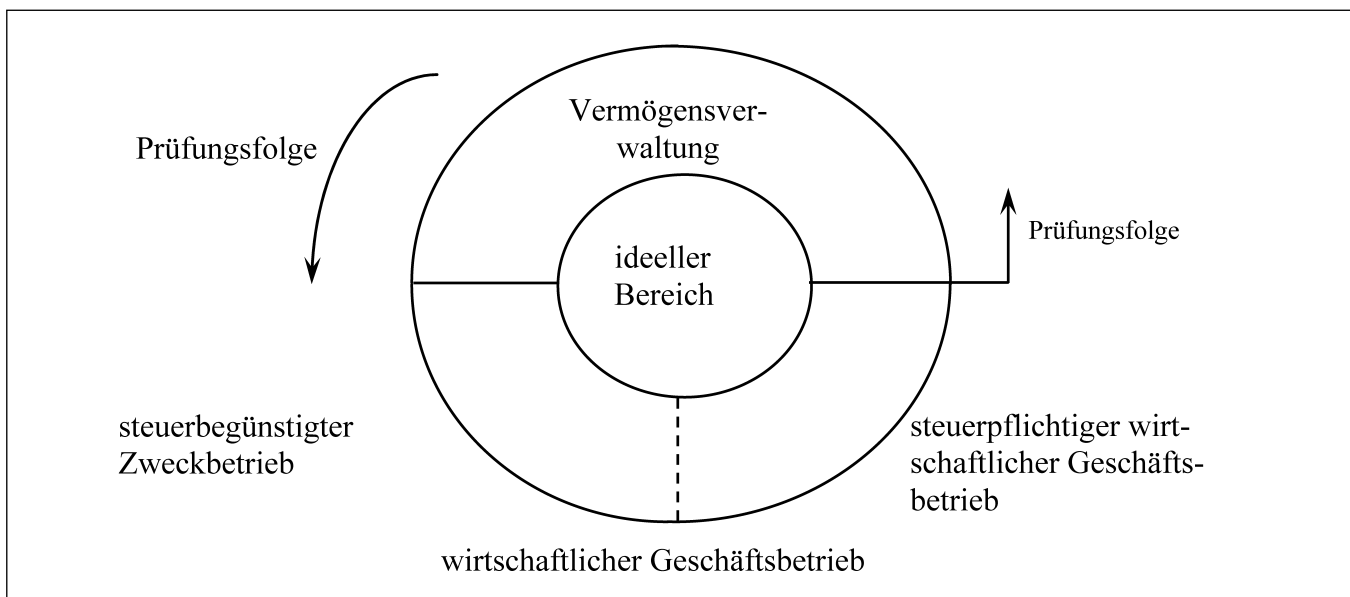 Vermögensver-
waltung
Prüfungsfolge
Prüfungsfolge
ideeller
Bereich
steuerbegünstigter
Zweckbetrieb
steuerpflichtiger wirt-
schaftlicher Geschäfts-
betrieb
wirtschaftlicher Geschäftsbetrieb